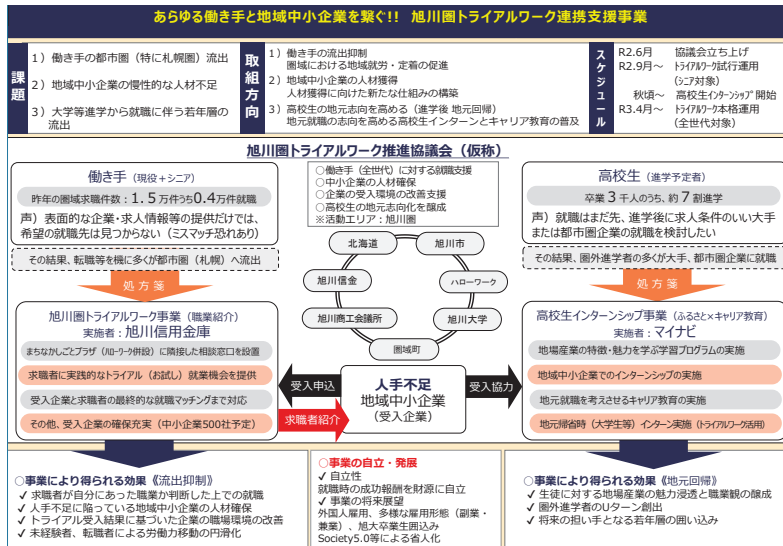 あらゆる働き手と地域中小企業を繋ぐ!! 旭川圏トライアルワーク連携支援事業
課題
1）働き手の都市圏（特に札幌圏）流出
2）地域中小企業の慢性的な人材不足
3）大学等進学から就職に伴う若年層の
流出
取組方向
1）働き手の流出抑制
圏域における地域就労・定着の促進
2）地域中小企業の人材獲得
人材獲得に向けた新たな仕組みの構築
3）高校生の地元志向を高める（進学後 地元回帰）
地元就職の志向を高める高校生インターンとキャリア教育の普及
スケジュール
R2.6月 協議会立ち上げ
R2.9月～ トライアルワーク試行運用
（シニア対象）
秋頃～ 高校生インターンシップ開始
R3.4月～ トライアルワーク本格運用
（全世代対象）
旭川圏トライアルワーク推進協議会（仮称）
働き手（現役＋シニア）
昨年の圏域求職件数：1.5万件うち0.4万件就職
声）表面的な企業・求人情報等の提供だけでは、
希望の就職先は見つからない（ミスマッチ恐れあり）
その結果、転職等を機に多くが都市圏（札幌）へ流出
処方箋
旭川圏トライアルワーク事業（職業紹介）
実施者：旭川信用金庫
まちなかしごとプラザ（ハローワーク併設）に隣接した相談窓口を設置
求職者に実践的なトライアル（お試し）就業機会を提供
受入企業と求職者の最終的な就職マッチングまで対応
その他、受入企業の確保充実（中小企業500社予定）
○働き手（全世代）に対する就職支援
○中小企業の人材確保
○企業の受入環境の改善支援
○高校生の地元志向化を醸成
※活動エリア：旭川圏
北海道
旭川市
旭川信金
ハローワーク
旭川商工会議所
旭川大学
圏域町
受入申込
求職者紹介
人手不足
地域中小企業
（受入企業）
受入協力
高校生（進学予定者）
卒業3千人のうち、約7割進学
声）就職はまだ先、進学後に求人条件のいい大手
または都市圏企業の就職を検討したい
その結果、圏外進学者の多くが大手、都市圏企業に就職
処方箋
高校生インターンシップ事業（ふるさと×キャリア教育）
実施者：マイナビ
地場産業の特徴・魅力を学ぶ学習プログラムの実施
地域中小企業でのインターンシップの実施
地元就職を考えさせるキャリア教育の実施
地元帰省時（大学生等）インターン実施（トライアルワーク活用）
○事業により得られる効果《流出抑制》
✓ 求職者が自分にあった職業か判断した上での就職
✓ 人手不足に陥っている地域中小企業の人材確保
✓ トライアル受入結果に基づいた企業の職場環境の改善
✓ 未経験者、転職者による労働力移動の円滑化
○事業の自立・発展
✓ 自立性
就職時の成功報酬を財源に自立
✓ 事業の将来展望
外国人雇用、多様な雇用形態（副業・
兼業）、旭大卒業生囲込み
Society5.0等による省人化
○事業により得られる効果《地元回帰》
✓ 生徒に対する地場産業の魅力浸透と職業観の醸成
✓ 圏外進学者のUターン創出
✓ 将来の担い手となる若年層の囲い込み